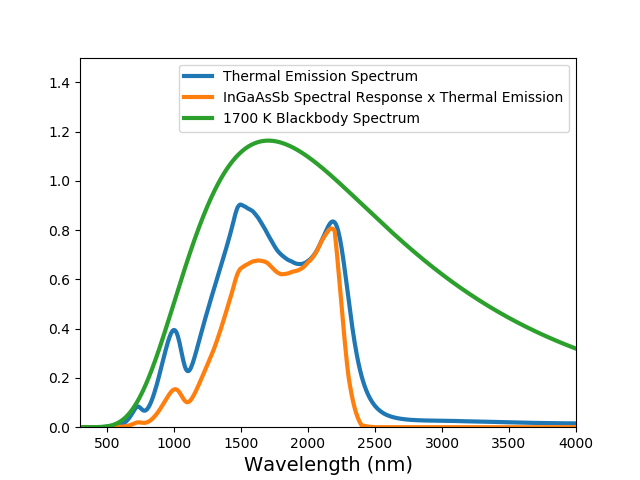 Thermal Emission Spectrum
InGaAsSb Spectral Response x Thermal Emission
1700 K Blackbody Spectrum
1.4
1.2
1.0
0.8
0.6
0.4
0.2
0.0
500 1000 1500 2000 2500 3000 3500 4000
Wavelength (nm)